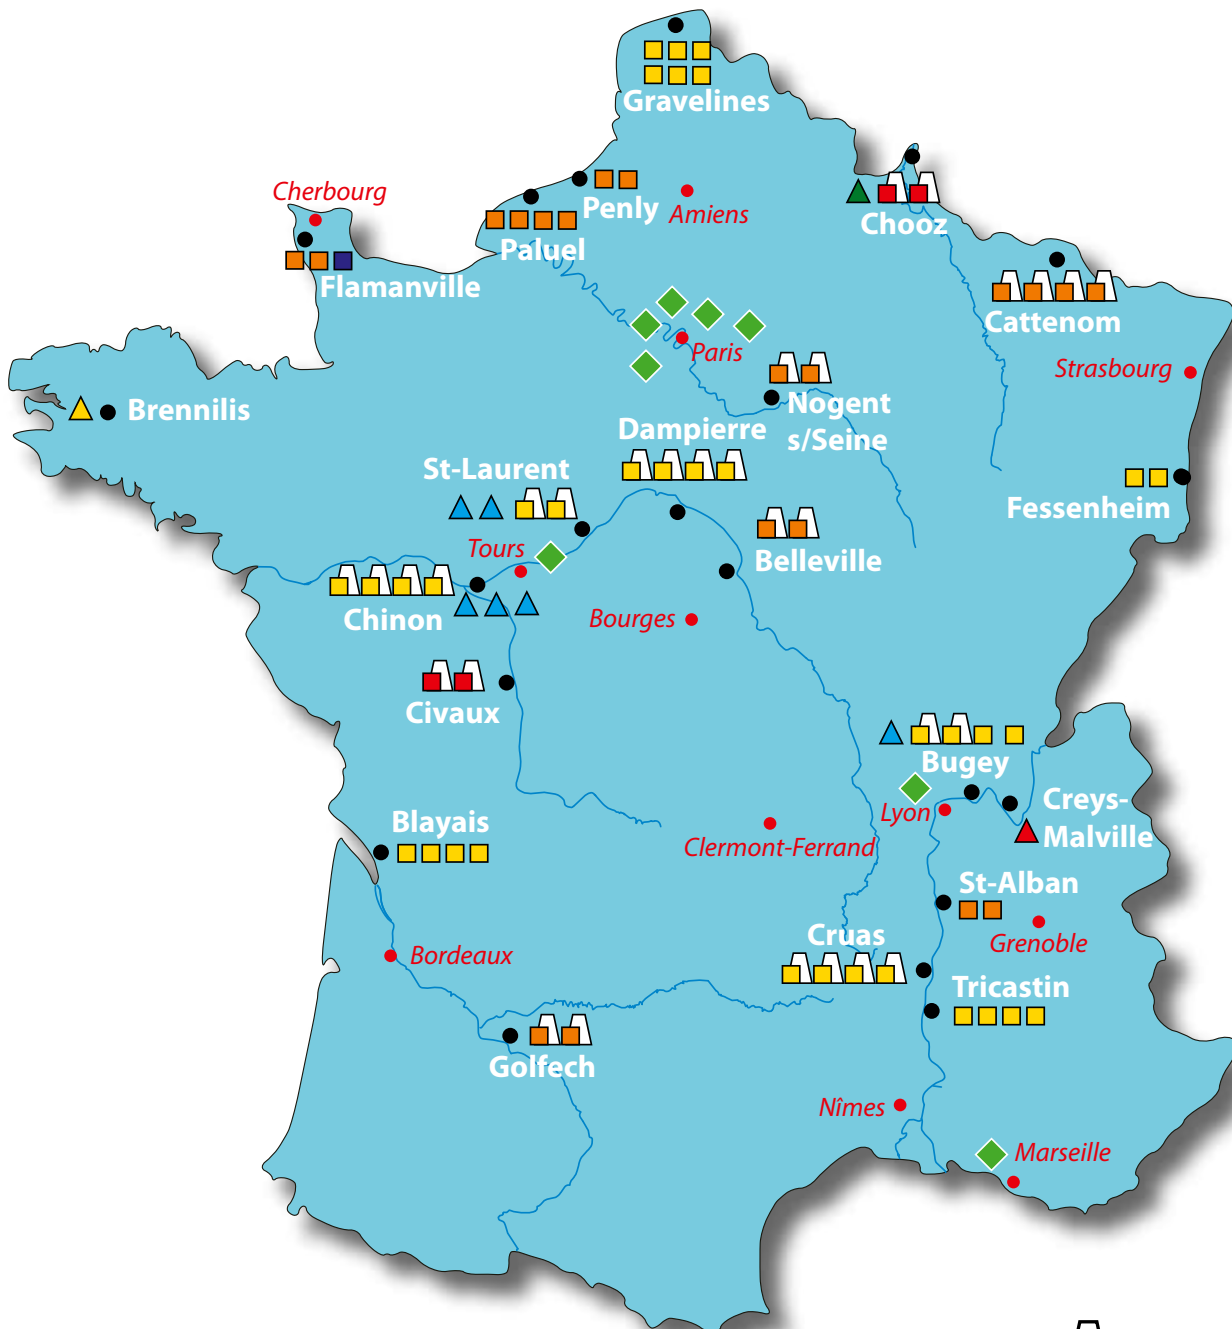 Gravelines
Cherbourg
Penly
Amiens
Paluel
Chooz
Flamanville
Cattenom
Paris
Strasbourg
Brennilis
Nogent
s/Seine
Dampierre
St-Laurent
Fessenheim
Tours
Belleville
Chinon
Bourges
Civaux
Bugey
Lyon
Creys-
Malville
Blayais
Clermont-Ferrand
St-Alban
Grenoble
Cruas
Bordeaux
Tricastin
Golfech
Nîmes
Marseille